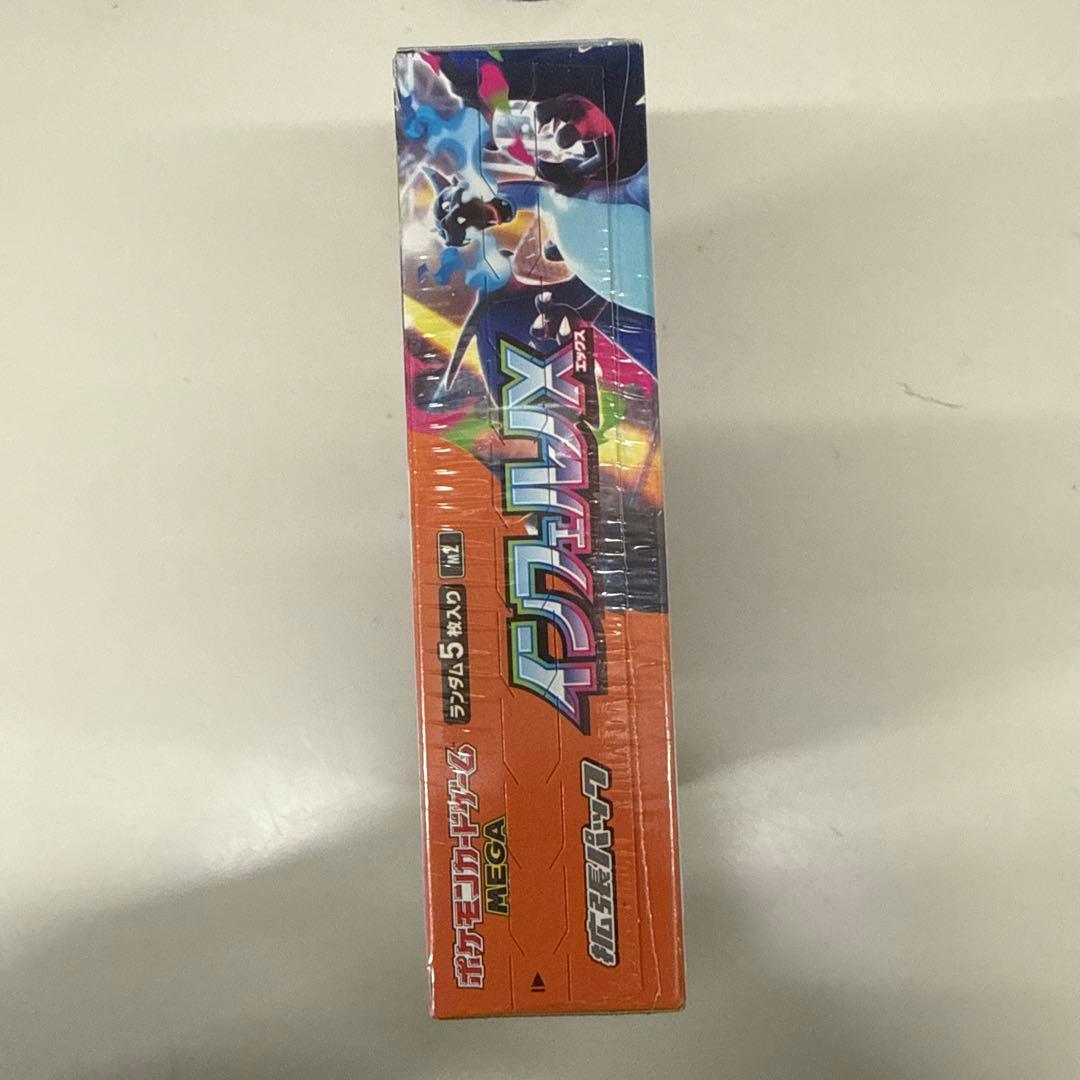 ポケモンカードゲーム
MEGA
ランダム5枚入り
M2
拡張パック
インフェルノX
エックス